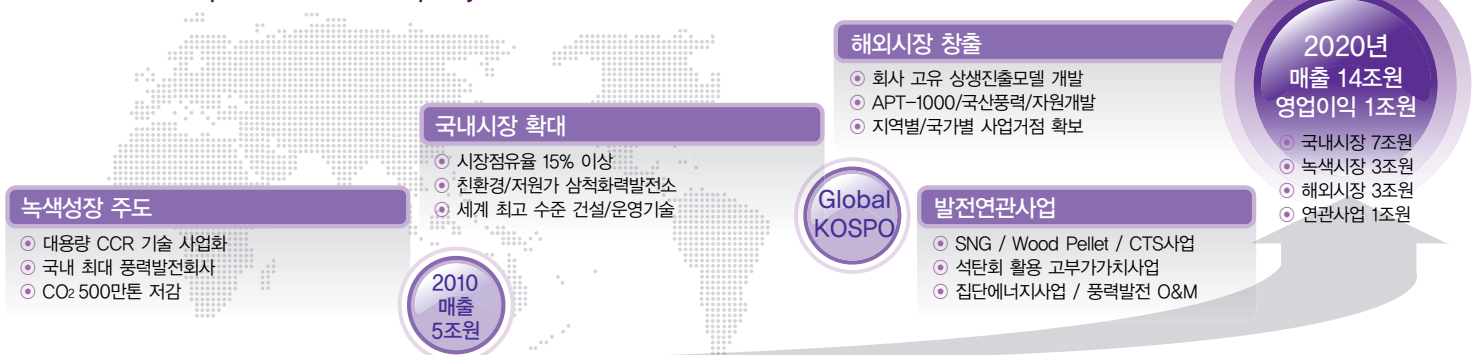 녹색성장 주도
대용량 CCR 기술 사업화
국내 최대 풍력발전회사
CO₂ 500만톤 저감
2010
매출
5조원
국내시장 확대
시장점유율 15% 이상
친환경/저원가 삼척화력발전소
세계 최고 수준 건설/운영기술
Global
KOSPO
해외시장 창출
회사 고유 상생진출모델 개발
APT-1000/국산풍력/자원개발
지역별/국가별 사업거점 확보
발전연관사업
SNG / Wood Pellet / CTS사업
석탄회 활용 고부가가치사업
집단에너지사업 / 풍력발전 O&M
2020년
매출 14조원
영업이익 1조원
국내시장 7조원
녹색시장 3조원
해외시장 3조원
연관사업 1조원